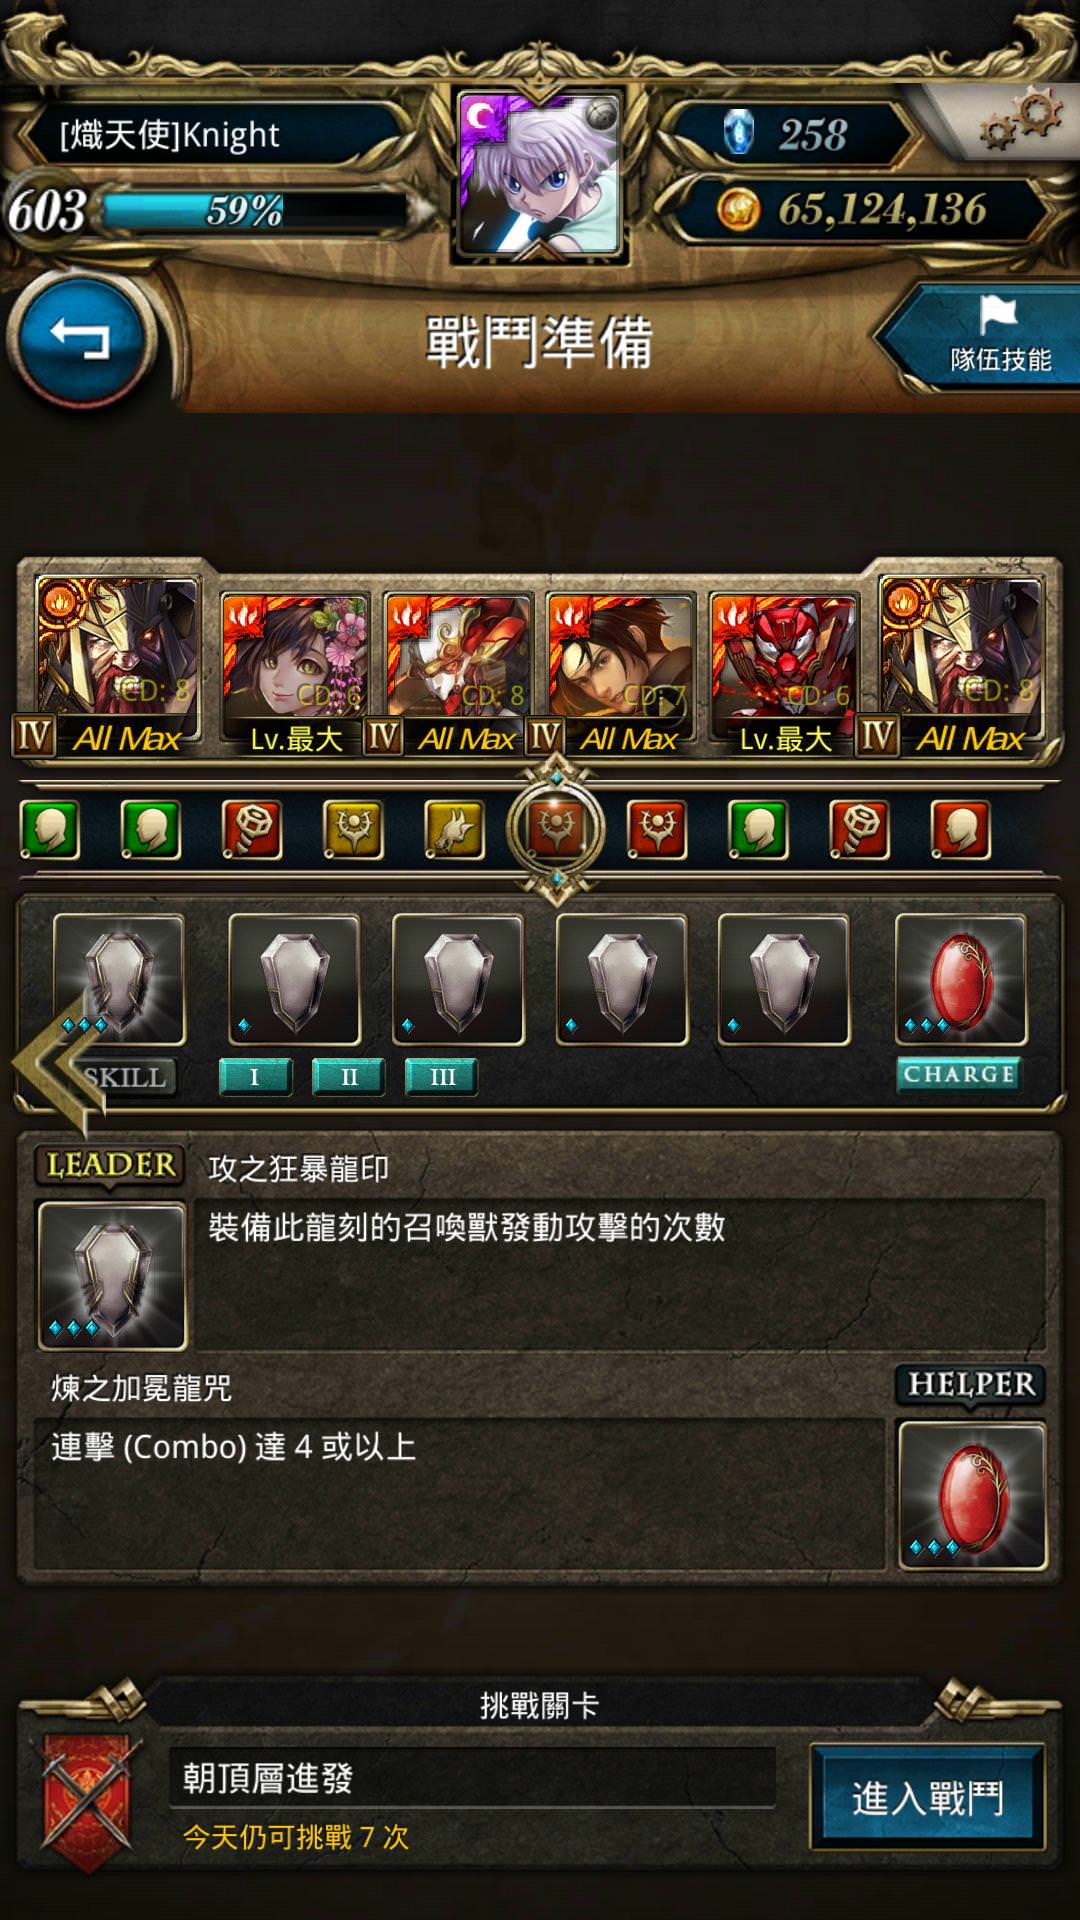 [熾天使]Knight
258
603
59%
65,124,136
戰鬥準備
隊伍技能
CD: 8
CD: 6
CD: 8
CD: 7
CD: 6
CD: 8
IV All Max
Lv.最大
IV All Max
IV All Max
Lv.最大
IV All Max
SKILL
I
II
III
CHARGE
LEADER
攻之狂暴龍印
裝備此龍刻的召喚獸發動攻擊的次數
煉之加冕龍咒
HELPER
連擊 (Combo) 達 4 或以上
挑戰關卡
朝頂層進發
今天仍可挑戰 7 次
進入戰鬥